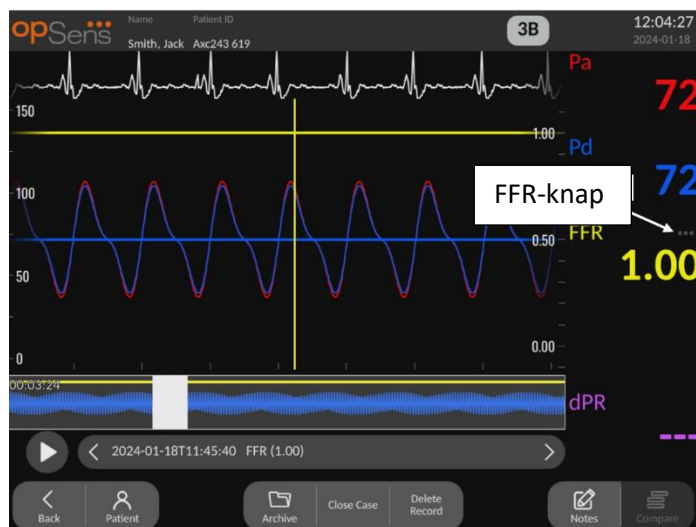 opSens
Name Patient ID
Smith, Jack Axc243 619
3B
12:04:27
2024-01-18
Pa
72
150
1.00
Pd
72
100
FFR-knap
FFR
0.50
1.00
50
0.00
0
00:03:24
dPR
---
2024-01-18T11:45:40 FFR (1.00)
Back
Patient
Archive
Close Case
Delete
Record
Notes
Compare